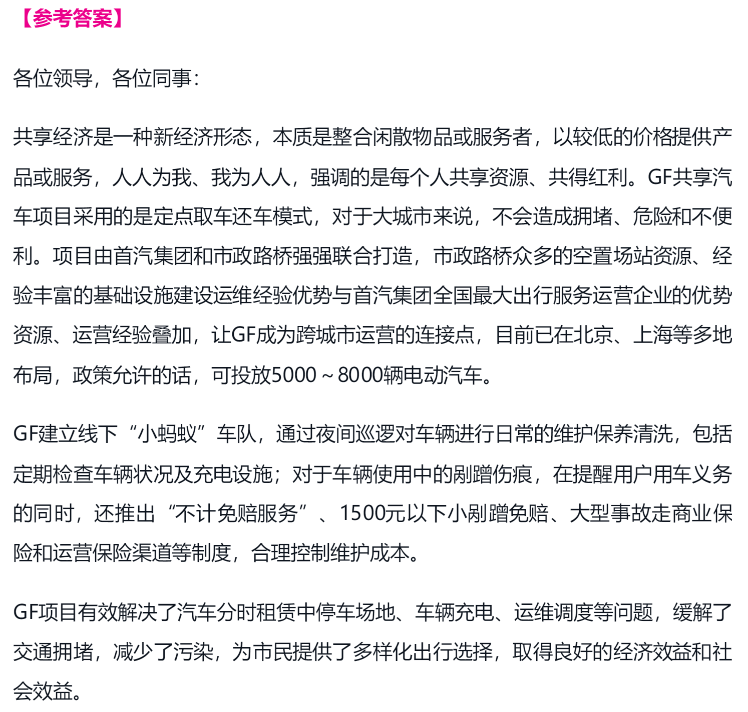 【参考答案】
各位领导，各位同事：
共享经济是一种新经济形态，本质是整合闲散物品或服务者，以较低的价格提供产
品或服务，人人为我、我为人人，强调的是每个人共享资源、共得红利。GF共享汽
车项目采用的是定点取车还车模式，对于大城市来说，不会造成拥堵、危险和不便
利。项目由首汽集团和市政路桥强强联合打造，市政路桥众多的空置场站资源、经
验丰富的基础设施建设运维经验优势与首汽集团全国最大出行服务运营企业的优势
资源、运营经验叠加，让GF成为跨城市运营的连接点，目前已在北京、上海等多地
布局，政策允许的话，可投放5000～8000辆电动汽车。
GF建立线下“小蚂蚁”车队，通过夜间巡逻对车辆进行日常的维护保养清洗，包括
定期检查车辆状况及充电设施；对于车辆使用中的剐蹭伤痕，在提醒用户用车义务
的同时，还推出“不计免赔服务”、1500元以下小剐蹭免赔、大型事故走商业保
险和运营保险渠道等制度，合理控制维护成本。
GF项目有效解决了汽车分时租赁中停车场地、车辆充电、运维调度等问题，缓解了
交通拥堵，减少了污染，为市民提供了多样化出行选择，取得良好的经济效益和社
会效益。